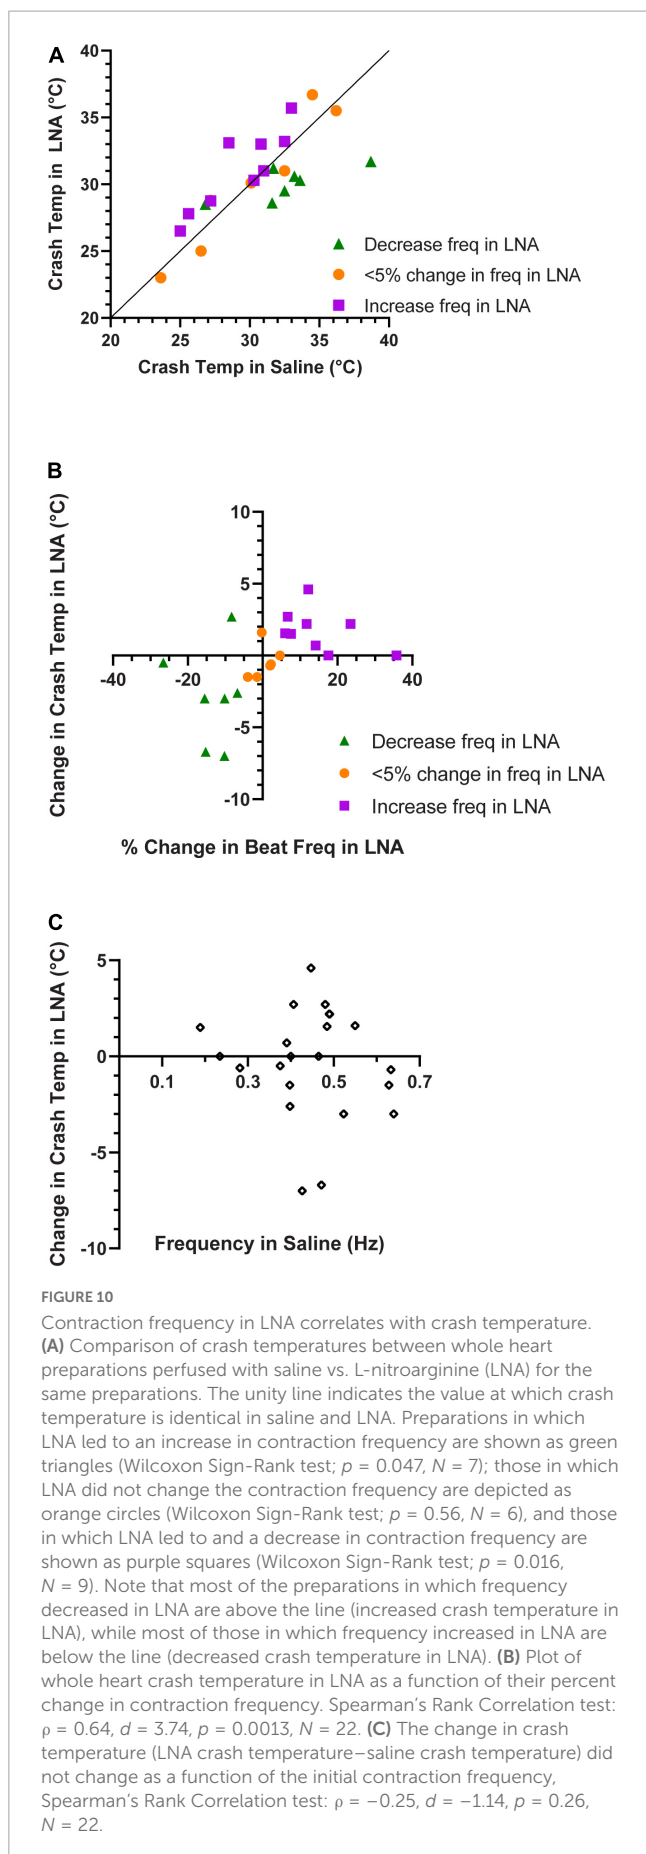 A
40
35
30
25
20
Crash Temp in LNA (°C)
Decrease freq in LNA
<5% change in freq in LNA
Increase freq in LNA
20 25 30 35 40
Crash Temp in Saline (°C)
B
Change in Crash Temp in LNA (°C)
10
5
-40 -20 20 40
-5
-10
Decrease freq in LNA
<5% change in freq in LNA
Increase freq in LNA
% Change in Beat Freq in LNA
C
Change in Crash Temp in LNA (°C)
5
0
0.1 0.3 0.5 0.7
-5
-10
Frequency in Saline (Hz)
FIGURE 10
Contraction frequency in LNA correlates with crash temperature.
(A) Comparison of crash temperatures between whole heart
preparations perfused with saline vs. L-nitroarginine (LNA) for the
same preparations. The unity line indicates the value at which crash
temperature is identical in saline and LNA. Preparations in which
LNA led to an increase in contraction frequency are shown as green
triangles (Wilcoxon Sign-Rank test; p = 0.047, N = 7); those in which
LNA did not change the contraction frequency are depicted as
orange circles (Wilcoxon Sign-Rank test; p = 0.56, N = 6), and those
in which LNA led to and a decrease in contraction frequency are
shown as purple squares (Wilcoxon Sign-Rank test; p = 0.016,
N = 9). Note that most of the preparations in which frequency
decreased in LNA are above the line (increased crash temperature in
LNA), while most of those in which frequency increased in LNA are
below the line (decreased crash temperature in LNA). (B) Plot of
whole heart crash temperature in LNA as a function of their percent
change in contraction frequency. Spearman's Rank Correlation test:
ρ = 0.64, d = 3.74, p = 0.0013, N = 22. (C) The change in crash
temperature (LNA crash temperature–saline crash temperature) did
not change as a function of the initial contraction frequency,
Spearman's Rank Correlation test: ρ = −0.25, d = −1.14, p = 0.26,
N = 22.